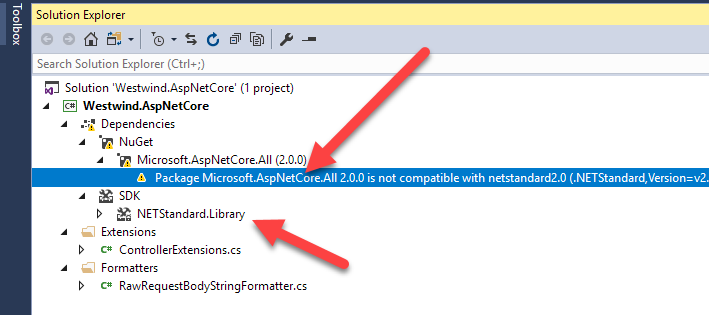 Toolbox
Solution Explorer
Search Solution Explorer (Ctrl+;)
Solution 'Westwind.AspNetCore' (1 project)
C# Westwind.AspNetCore
Dependencies
NuGet
Microsoft.AspNetCore.All (2.0.0)
Package Microsoft.AspNetCore.All 2.0.0 is not compatible with netstandard2.0 (.NETStandard,Version=v2.
SDK
NETStandard.Library
Extensions
C# ControllerExtensions.cs
Formatters
C# RawRequestBodyStringFormatter.cs